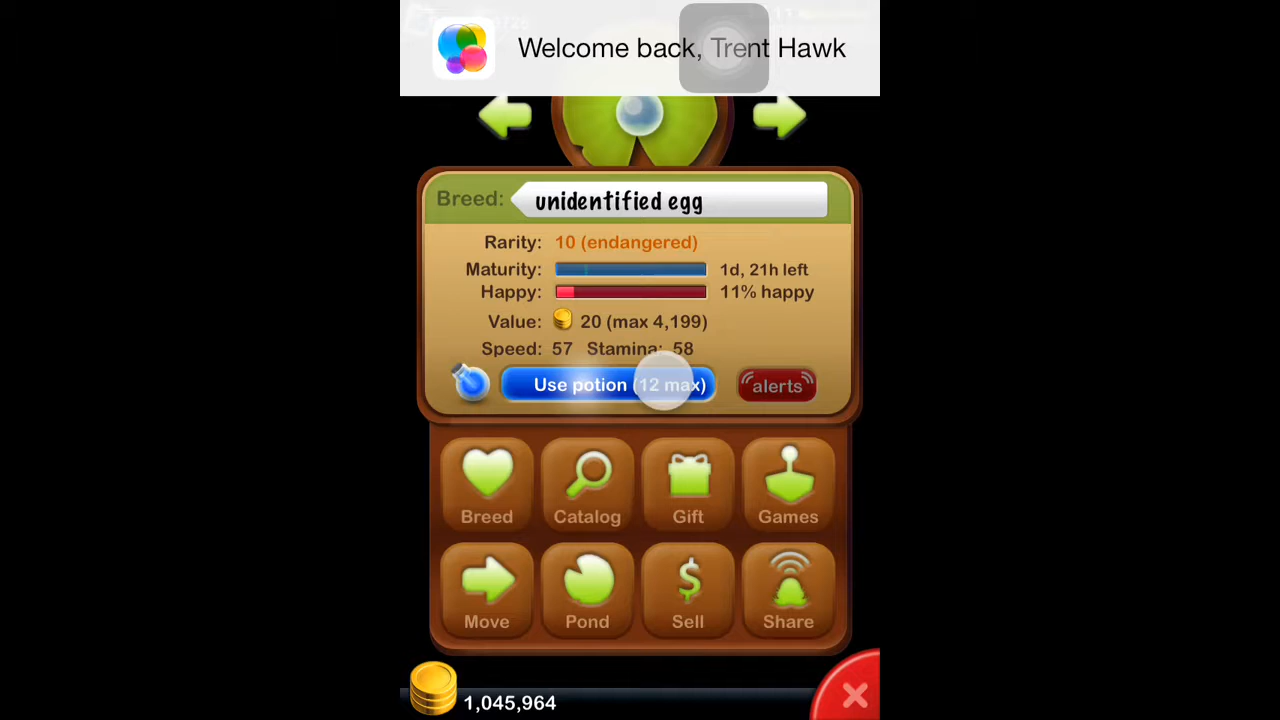 Welcome back, Trent Hawk
Breed: unidentified egg
Rarity: 10 (endangered)
Maturity: 1d, 21h left
Happy: 11% happy
Value: 20 (max 4,199)
Speed: 57 Stamina: 58
Use potion (12 max)
alerts
Breed Catalog Gift Games
Move Pond Sell Share
1,045,964